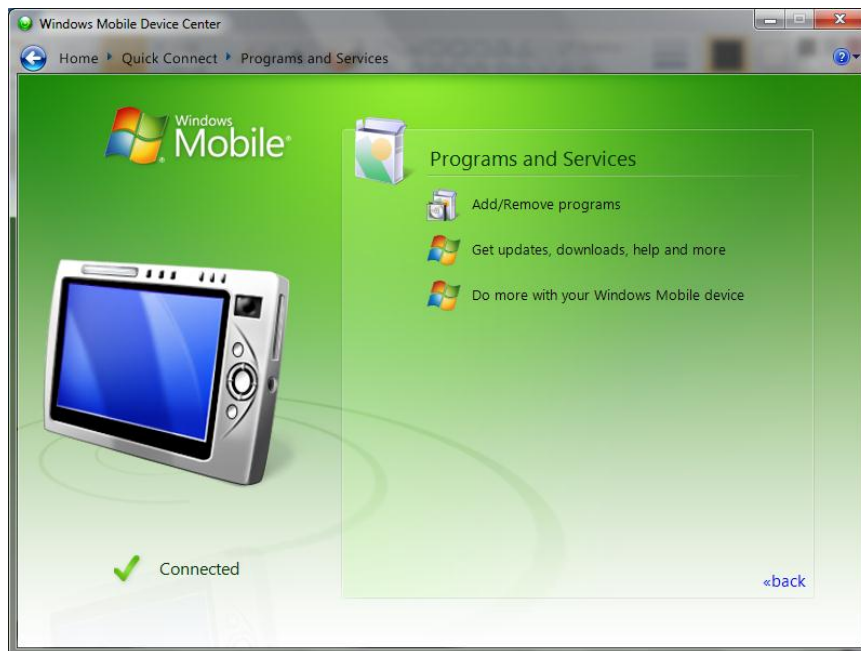 Windows Mobile Device Center
Home Quick Connect Programs and Services
Windows
Mobile®
Programs and Services
Add/Remove programs
Get updates, downloads, help and more
Do more with your Windows Mobile device
Connected
«back